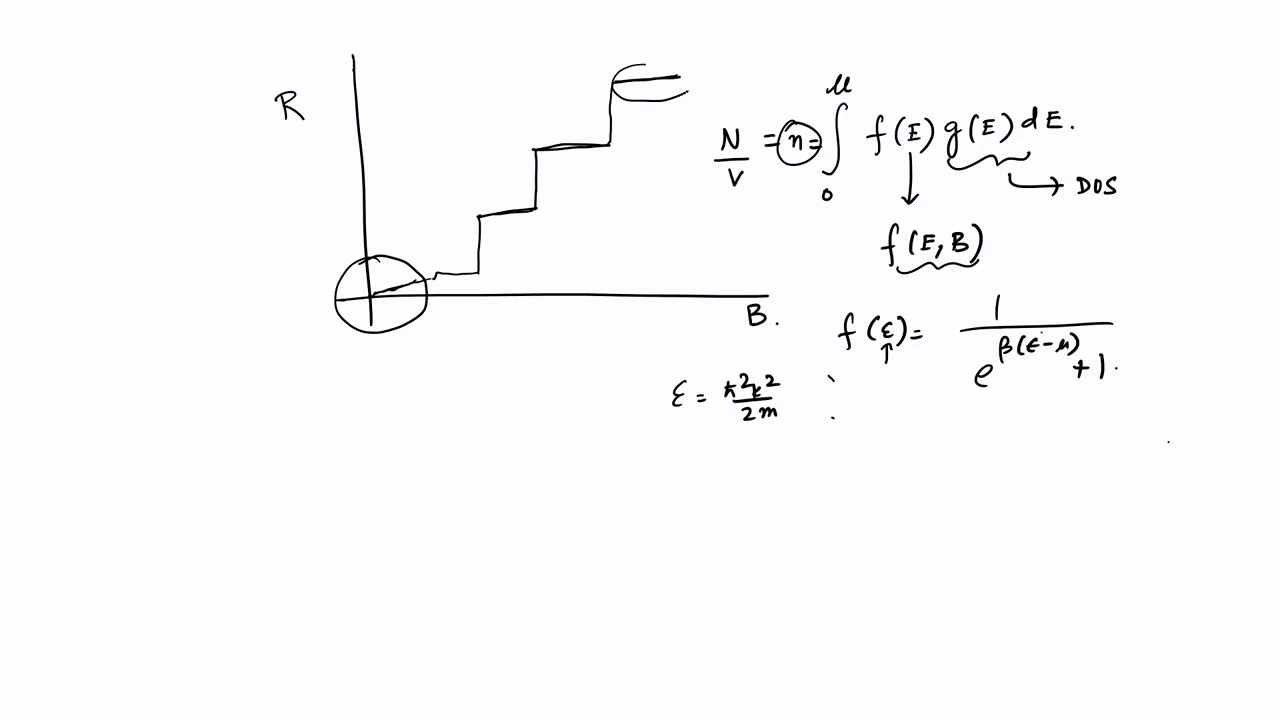 R
B.
N/V = n = ∫₀^μ f(E) g(E) dE.
→ DOS
f(E, B)
f(ε) = 1 / (e^{β(ε-μ)} + 1).
ε = ħ²k² / 2m